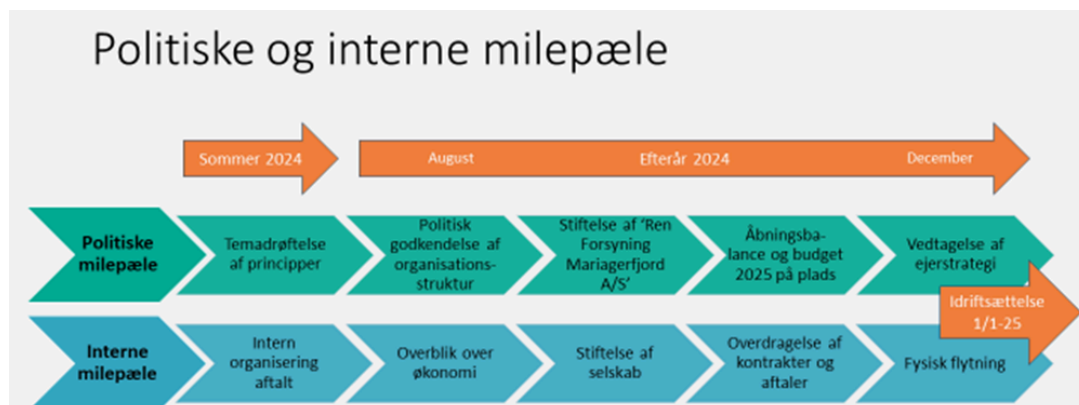 Politiske og interne milepæle
Sommer 2024
August
Efterår 2024
December
Politiske
milepæle
Temadrøftelse
af principper
Politisk
godkendelse af
organisations-
struktur
Stiftelse af 'Ren
Forsyning
Mariagerfjord
A/S'
Åbningsba-
lance og budget
2025 på plads
Vedtagelse af
ejerstrategi
Idriftsættelse
1/1-25
Interne
milepæle
Intern
organisering
aftalt
Overblik over
økonomi
Stiftelse af
selskab
Overdragelse af
kontrakter og
aftaler
Fysisk flytning